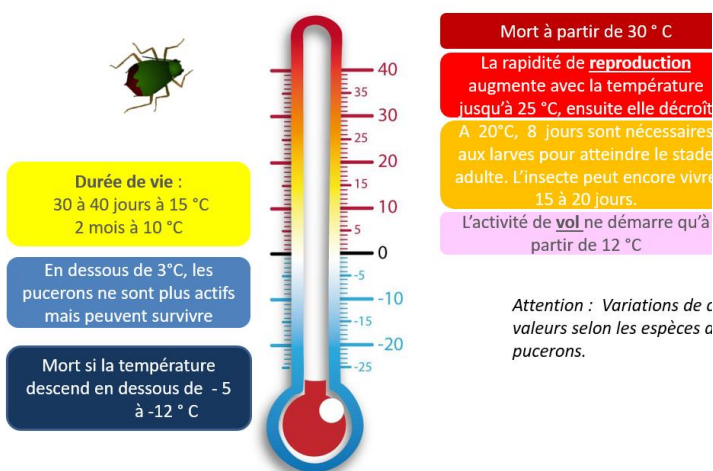 Mort à partir de 30 ° C
La rapidité de reproduction
augmente avec la température
jusqu'à 25 °C, ensuite elle décroît
A 20°C, 8 jours sont nécessaires
aux larves pour atteindre le stade
adulte. L'insecte peut encore vivre
15 à 20 jours.
L'activité de vol ne démarre qu'à
partir de 12 °C
Durée de vie :
30 à 40 jours à 15 °C
2 mois à 10 °C
En dessous de 3°C, les
pucerons ne sont plus actifs
mais peuvent survivre
Mort si la température
descend en dessous de - 5
à -12 ° C
40
35
30
25
20
15
10
5
0
-5
-10
-15
-20
-25
Attention : Variations de
valeurs selon les espèces
pucerons.